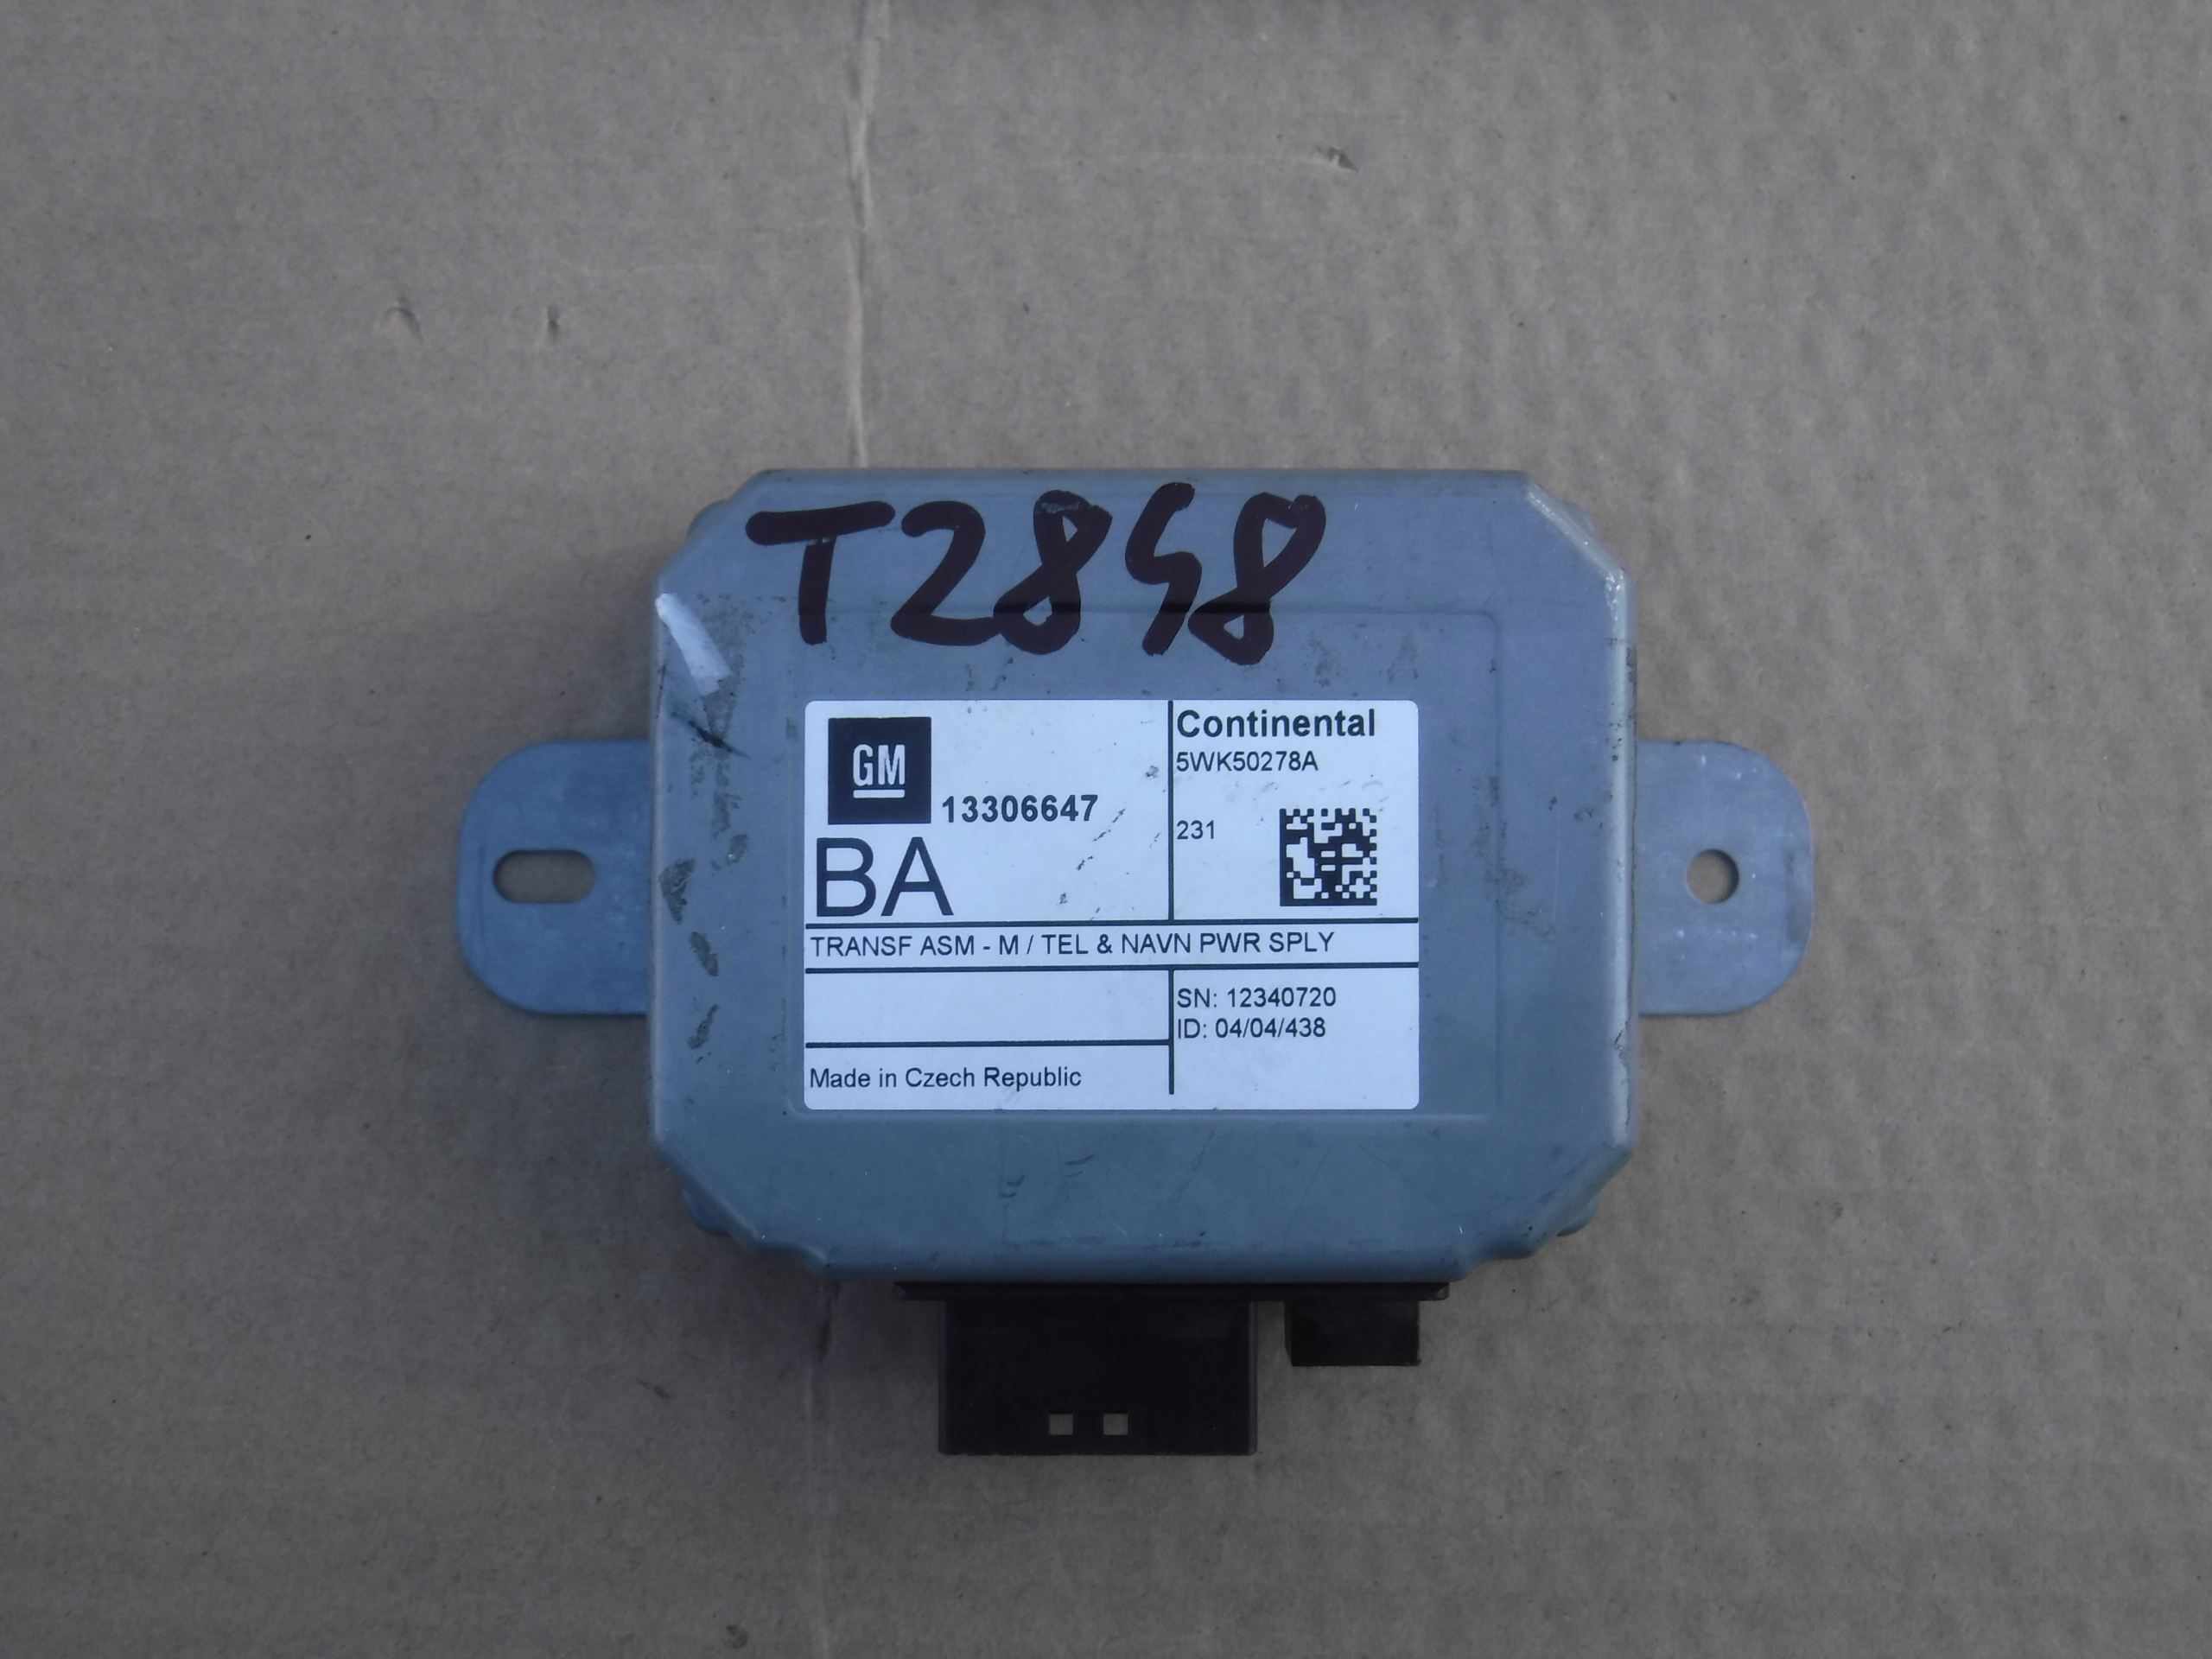 T2898
GM
13306647
BA
Continental
5WK50278A
231
TRANSF ASM - M / TEL & NAVN PWR SPLY
SN: 12340720
ID: 04/04/438
Made in Czech Republic